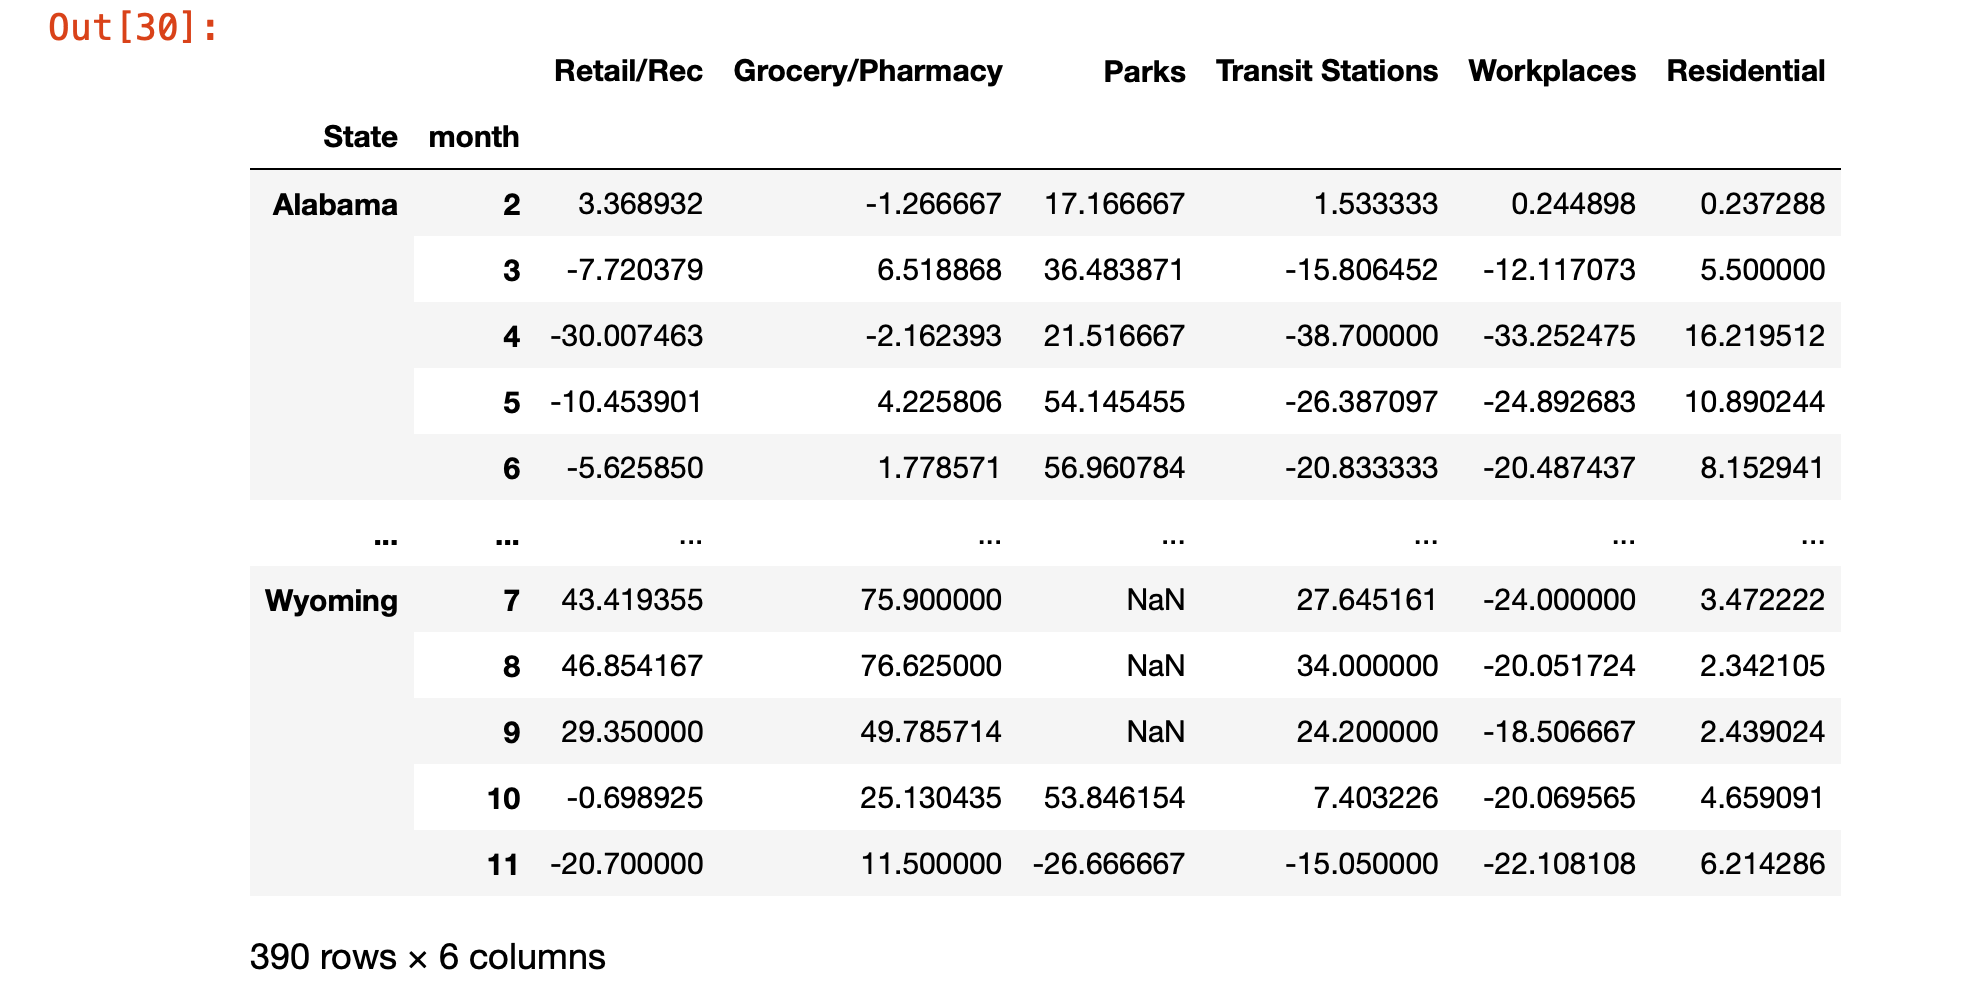 Out[30]:
Retail/Rec Grocery/Pharmacy Parks Transit Stations Workplaces Residential
State month
Alabama 2 3.368932 -1.266667 17.166667 1.533333 0.244898 0.237288
3 -7.720379 6.518868 36.483871 -15.806452 -12.117073 5.500000
4 -30.007463 -2.162393 21.516667 -38.700000 -33.252475 16.219512
5 -10.453901 4.225806 54.145455 -26.387097 -24.892683 10.890244
6 -5.625850 1.778571 56.960784 -20.833333 -20.487437 8.152941
... ... ... ... ... ... ... ...
Wyoming 7 43.419355 75.900000 NaN 27.645161 -24.000000 3.472222
8 46.854167 76.625000 NaN 34.000000 -20.051724 2.342105
9 29.350000 49.785714 NaN 24.200000 -18.506667 2.439024
10 -0.698925 25.130435 53.846154 7.403226 -20.069565 4.659091
11 -20.700000 11.500000 -26.666667 -15.050000 -22.108108 6.214286
390 rows × 6 columns